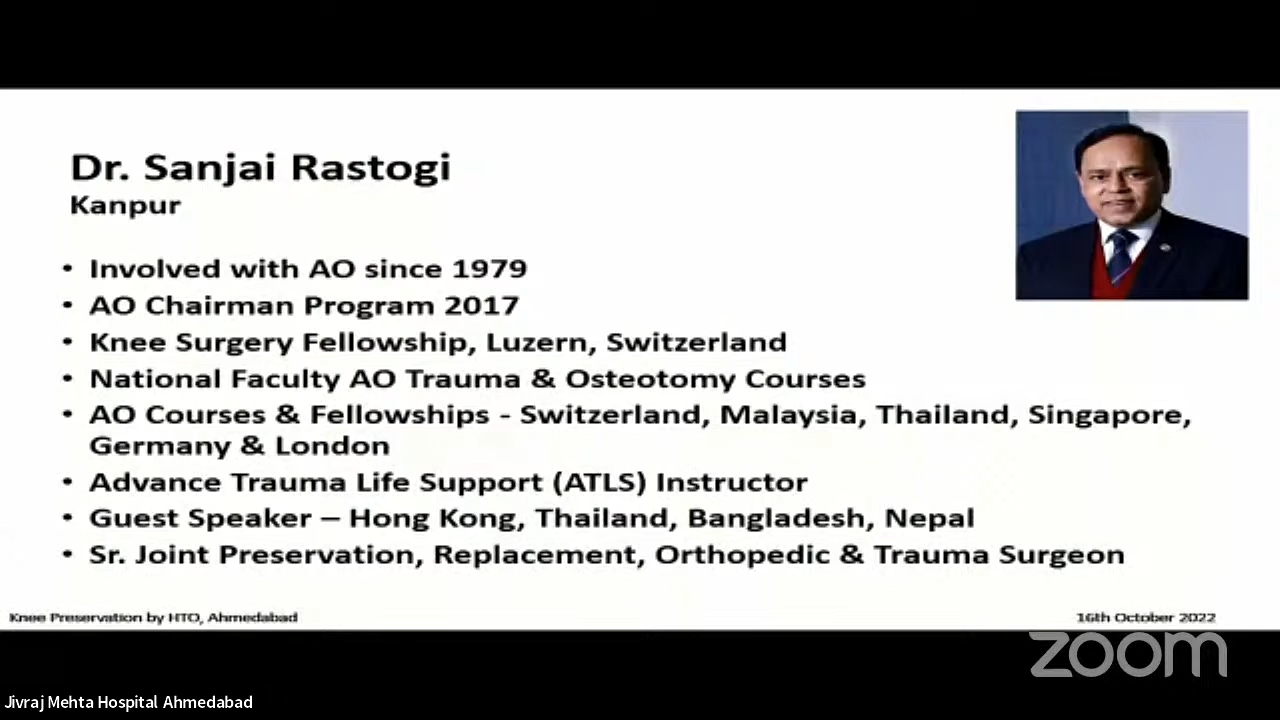 Dr. Sanjai Rastogi
Kanpur
• Involved with AO since 1979
• AO Chairman Program 2017
• Knee Surgery Fellowship, Luzern, Switzerland
• National Faculty AO Trauma & Osteotomy Courses
• AO Courses & Fellowships - Switzerland, Malaysia, Thailand, Singapore,
Germany & London
• Advance Trauma Life Support (ATLS) Instructor
• Guest Speaker – Hong Kong, Thailand, Bangladesh, Nepal
• Sr. Joint Preservation, Replacement, Orthopedic & Trauma Surgeon
Knee Preservation by HTO, Ahmedabad
16th October 2022
zoom
Jivraj Mehta Hospital Ahmedabad